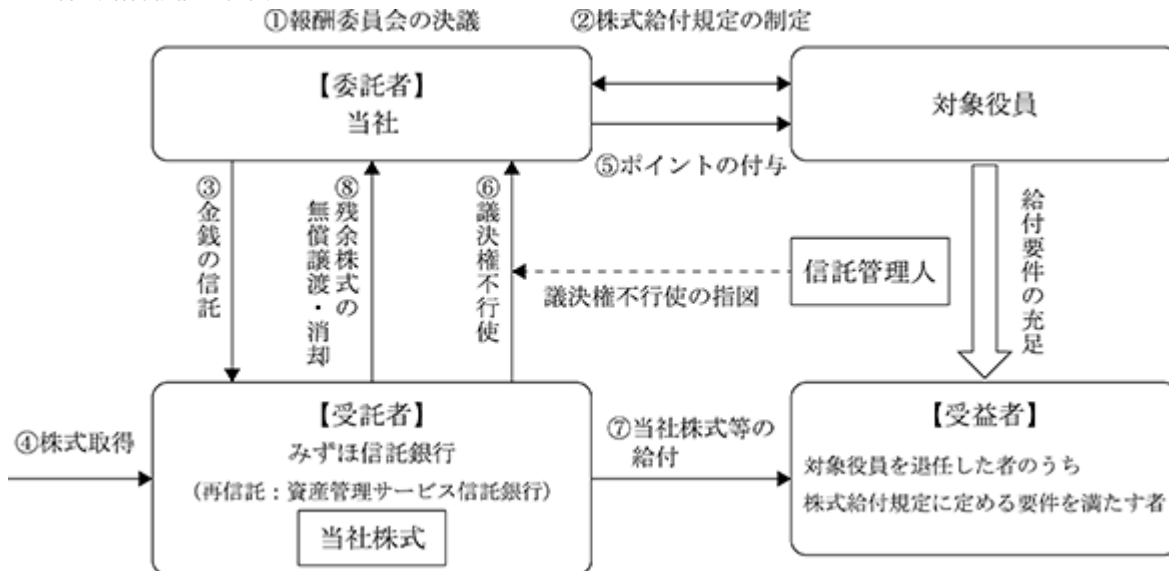 ①報酬委員会の決議
②株式給付規定の制定
【委託者】
当社
対象役員
⑤ポイントの付与
③金銭の信託
⑧残余株式の
無償譲渡・消却
⑥議決権不行使
信託管理人
議決権不行使の指図
給付要件の充足
④株式取得
【受託者】
みずほ信託銀行
(再信託：資産管理サービス信託銀行)
当社株式
⑦当社株式等の
給付
【受益者】
対象役員を退任した者のうち
株式給付規定に定める要件を満たす者